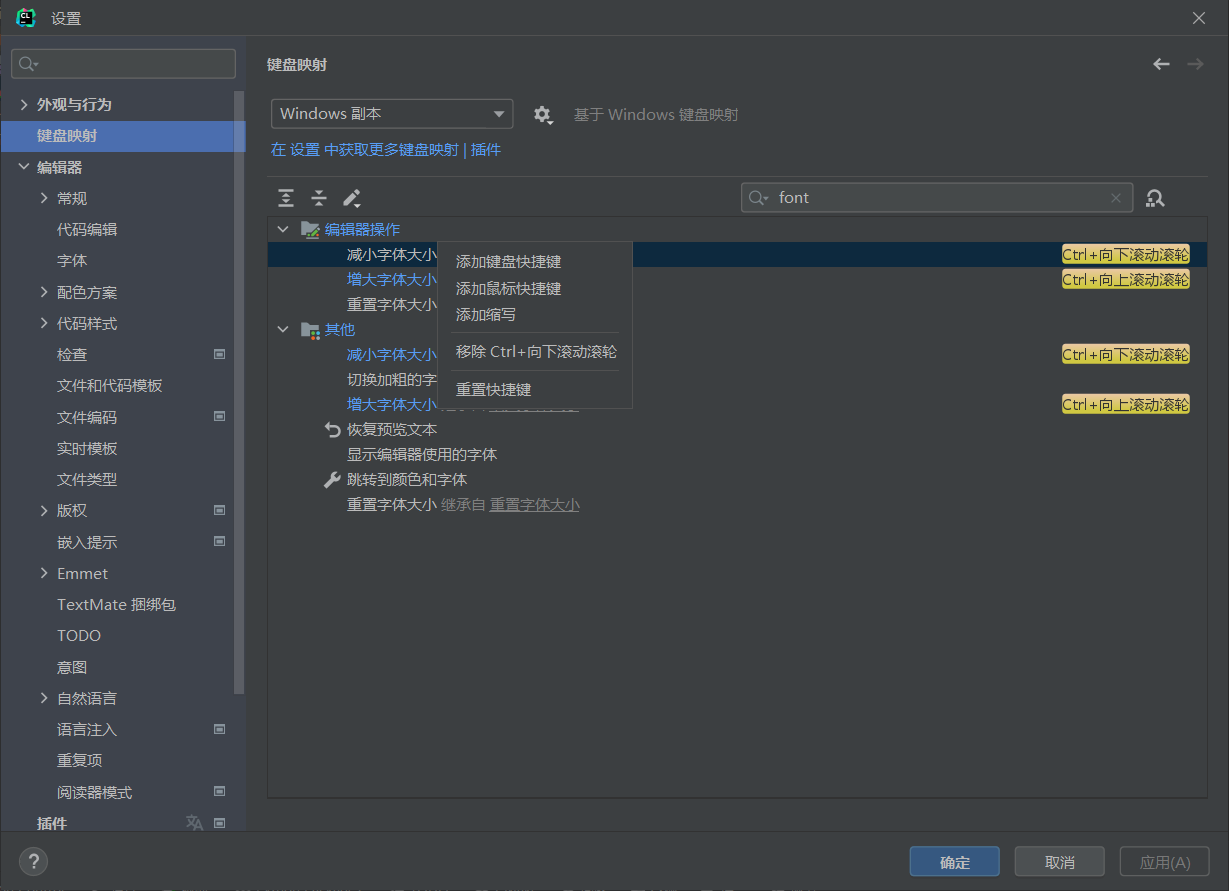 CL
设置
外观与行为
键盘映射
编辑器
常规
代码编辑
字体
配色方案
代码样式
检查
文件和代码模板
文件编码
实时模板
文件类型
版权
嵌入提示
Emmet
TextMate 捆绑包
TODO
意图
自然语言
语言注入
重复项
阅读器模式
插件
键盘映射
Windows 副本
基于 Windows 键盘映射
在 设置 中获取更多键盘映射 | 插件
font
编辑器操作
减小字体大小 Ctrl+向下滚动滚轮
增大字体大小 Ctrl+向上滚动滚轮
重置字体大小
其他
减小字体大小 Ctrl+向下滚动滚轮
切换加粗的字
增大字体大小 Ctrl+向上滚动滚轮
恢复预览文本
显示编辑器使用的字体
跳转到颜色和字体
重置字体大小 继承自 重置字体大小
添加键盘快捷键
添加鼠标快捷键
添加缩写
移除 Ctrl+向下滚动滚轮
重置快捷键
?
确定
取消
应用(A)